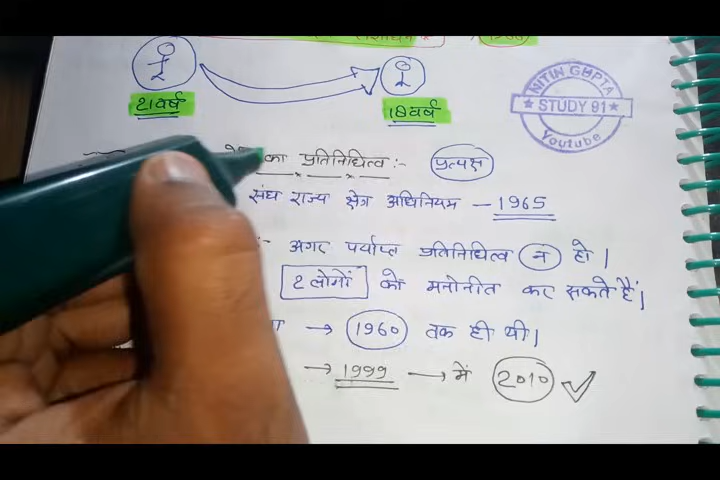 21 वर्ष
18 वर्ष
NITIN GUPTA
STUDY 91
Youtube
का प्रतिनिधित्व :- प्रत्यक्ष
संघ राज्य क्षेत्र अधिनियम - 1965
:- अगर पर्याप्त प्रतिनिधित्व न हो।
2 लोगों को मनोनीत कर सकते हैं।
→ 1960 तक ही थी।
→ 1999 → में 2010